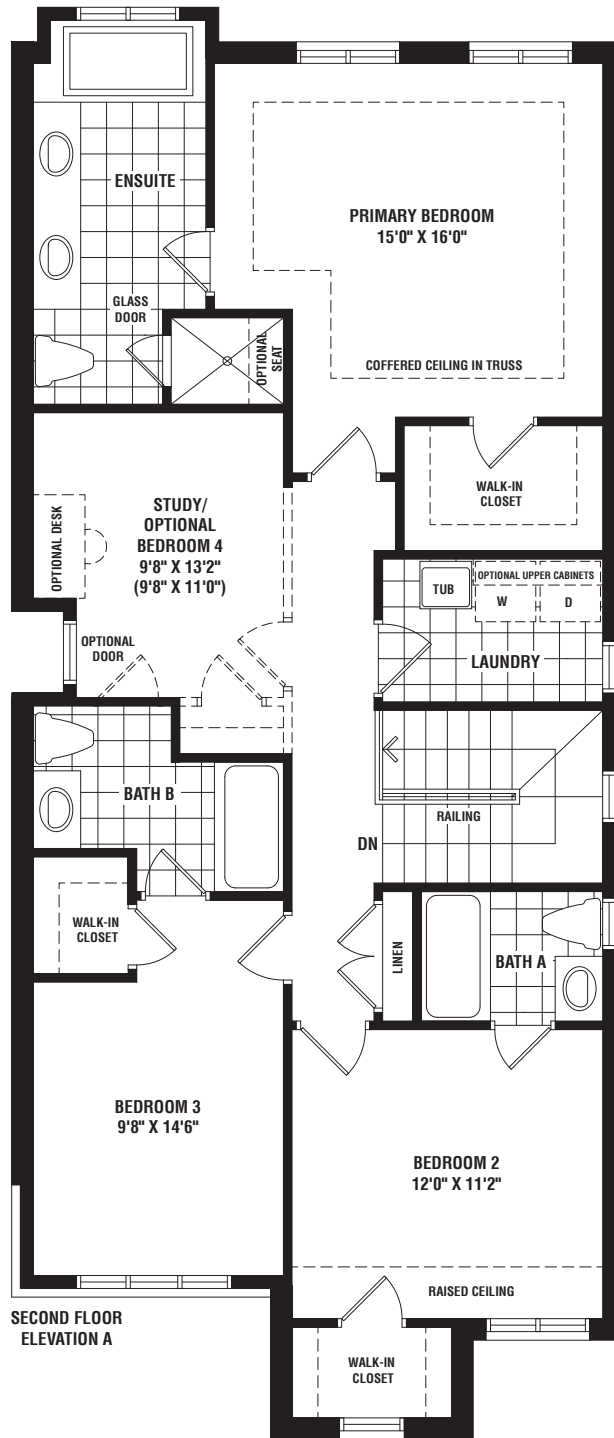 ENSUITE
PRIMARY BEDROOM
15'0" X 16'0"
GLASS
DOOR
OPTIONAL
SEAT
COFFERED CEILING IN TRUSS
WALK-IN
CLOSET
OPTIONAL DESK
STUDY/
OPTIONAL
BEDROOM 4
9'8" X 13'2"
(9'8" X 11'0")
TUB
OPTIONAL UPPER CABINETS
W
D
OPTIONAL
DOOR
LAUNDRY
BATH B
RAILING
DN
WALK-IN
CLOSET
LINEN
BATH A
BEDROOM 3
9'8" X 14'6"
BEDROOM 2
12'0" X 11'2"
RAISED CEILING
SECOND FLOOR
ELEVATION A
WALK-IN
CLOSET